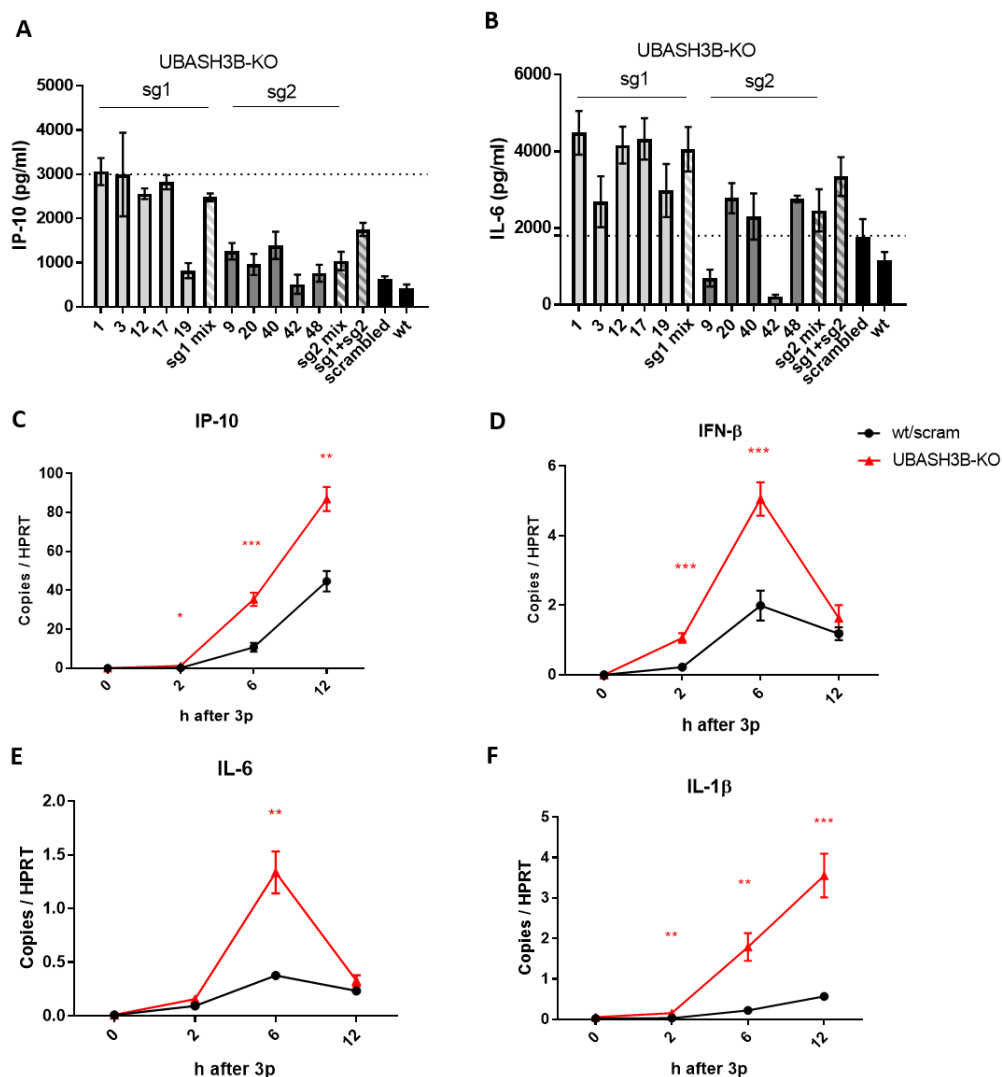 A
UBASH3B-KO
sg1
sg2
IP-10 (pg/ml)
5000
4000
3000
2000
1000
0
1
3
12
17
19
sg1 mix
9
20
40
42
48
sg2 mix
sg1+sg2
scrambled
wt
B
UBASH3B-KO
sg1
sg2
IL-6 (pg/ml)
6000
4000
2000
0
1
3
12
17
19
sg1 mix
9
20
40
42
48
sg2 mix
sg1+sg2
scrambled
wt
C
IP-10
Copies / HPRT
100
80
60
40
20
0
*
***
**
0
2
6
12
h after 3p
D
IFN-β
wt/scram
UBASH3B-KO
Copies / HPRT
6
4
2
0
***
***
0
2
6
12
h after 3p
E
IL-6
Copies / HPRT
2.0
1.5
1.0
0.5
0.0
**
0
2
6
12
h after 3p
F
IL-1β
Copies / HPRT
5
4
3
2
1
0
**
**
***
0
2
6
12
h after 3p